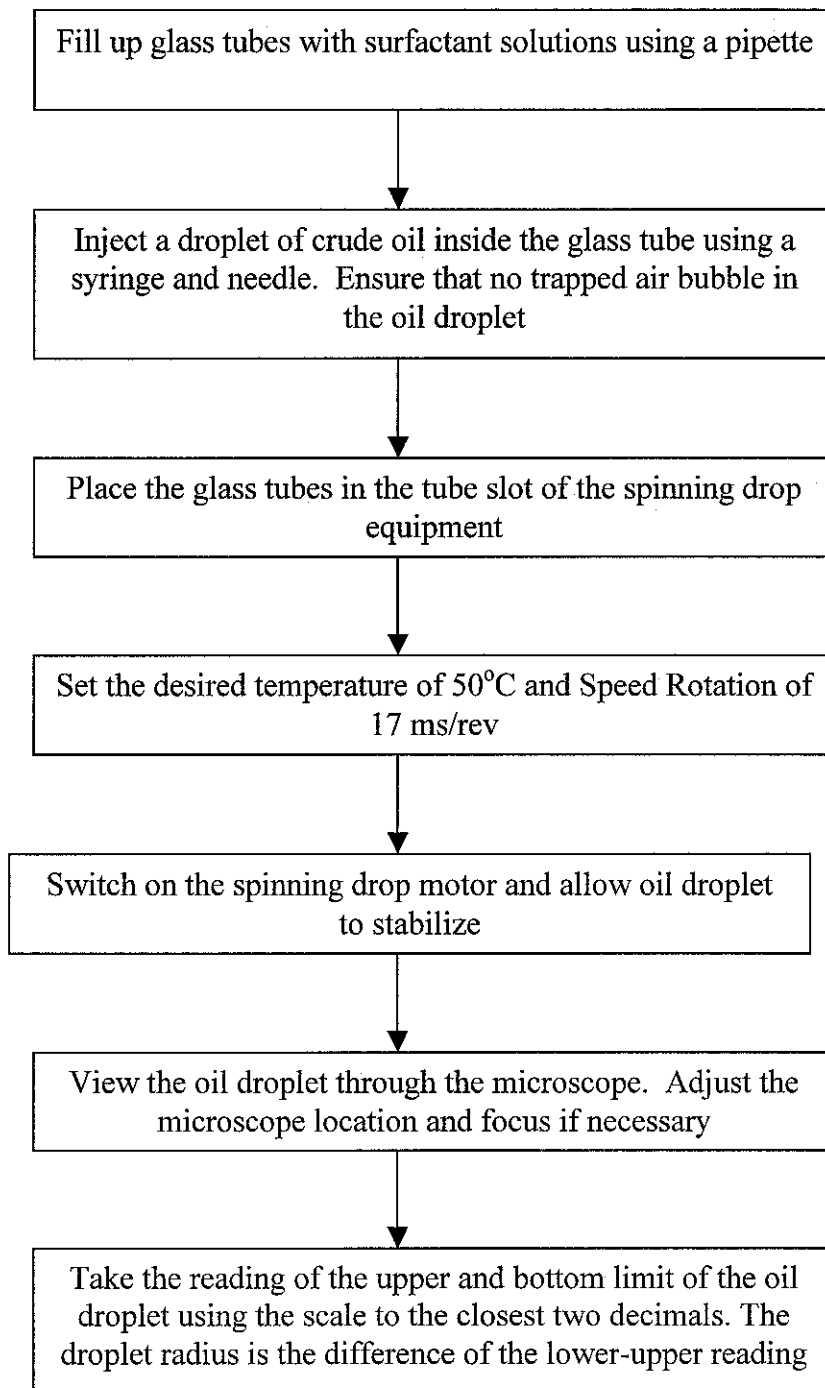 Fill up glass tubes with surfactant solutions using a pipette
Inject a droplet of crude oil inside the glass tube using a
syringe and needle.  Ensure that no trapped air bubble in
the oil droplet
Place the glass tubes in the tube slot of the spinning drop
equipment
Set the desired temperature of 50°C and Speed Rotation of
17 ms/rev
Switch on the spinning drop motor and allow oil droplet
to stabilize
View the oil droplet through the microscope.  Adjust the
microscope location and focus if necessary
Take the reading of the upper and bottom limit of the oil
droplet using the scale to the closest two decimals. The
droplet radius is the difference of the lower-upper reading